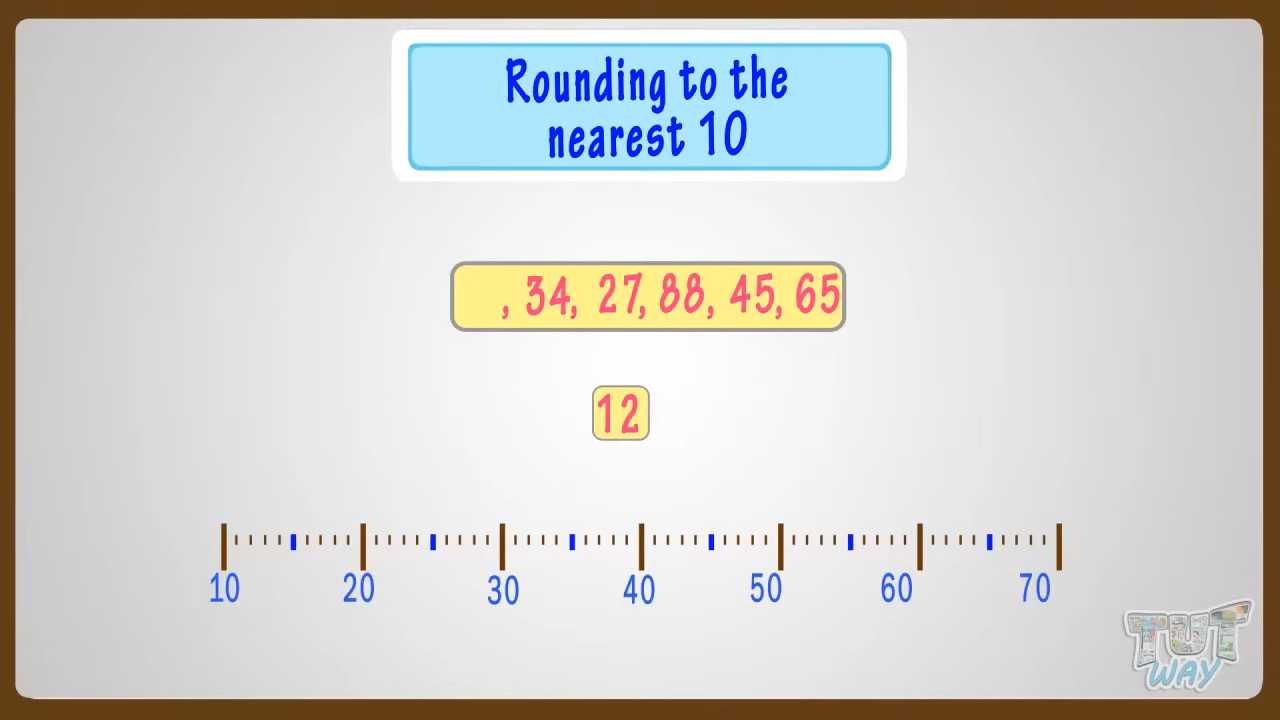 Rounding to the
nearest 10
, 34, 27, 88, 45, 65
12
10 20 30 40 50 60 70
TUT
WAY